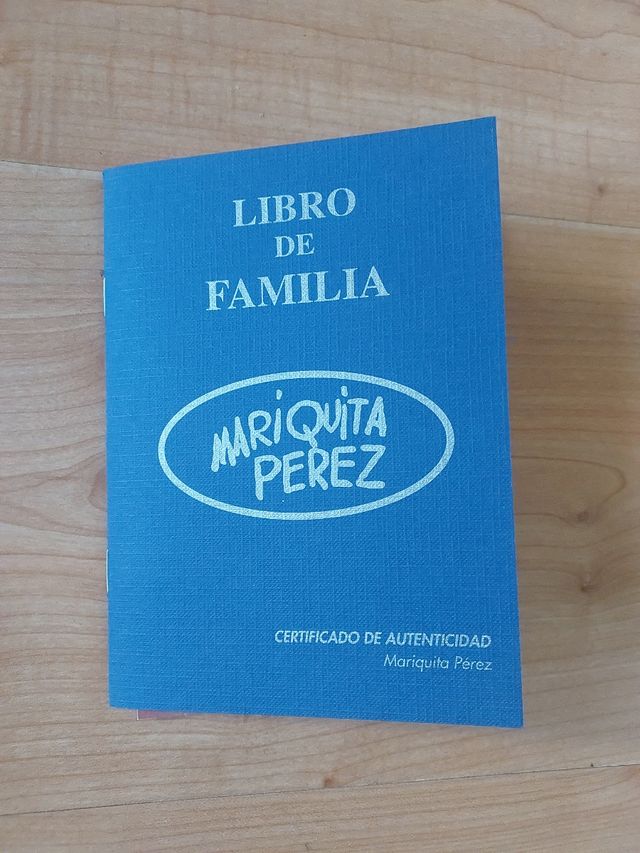 LIBRO
DE
FAMILIA
MARIQUITA
PEREZ
CERTIFICADO DE AUTENTICIDAD
Mariquita Pérez